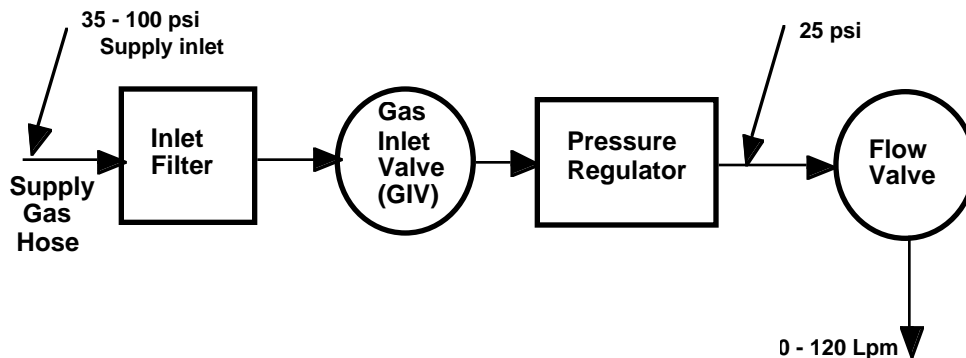 35 - 100 psi
Supply inlet
25 psi
Inlet
Filter
Gas
Inlet
Valve
(GIV)
Pressure
Regulator
Flow
Valve
Supply
Gas
Hose
0 - 120 Lpm